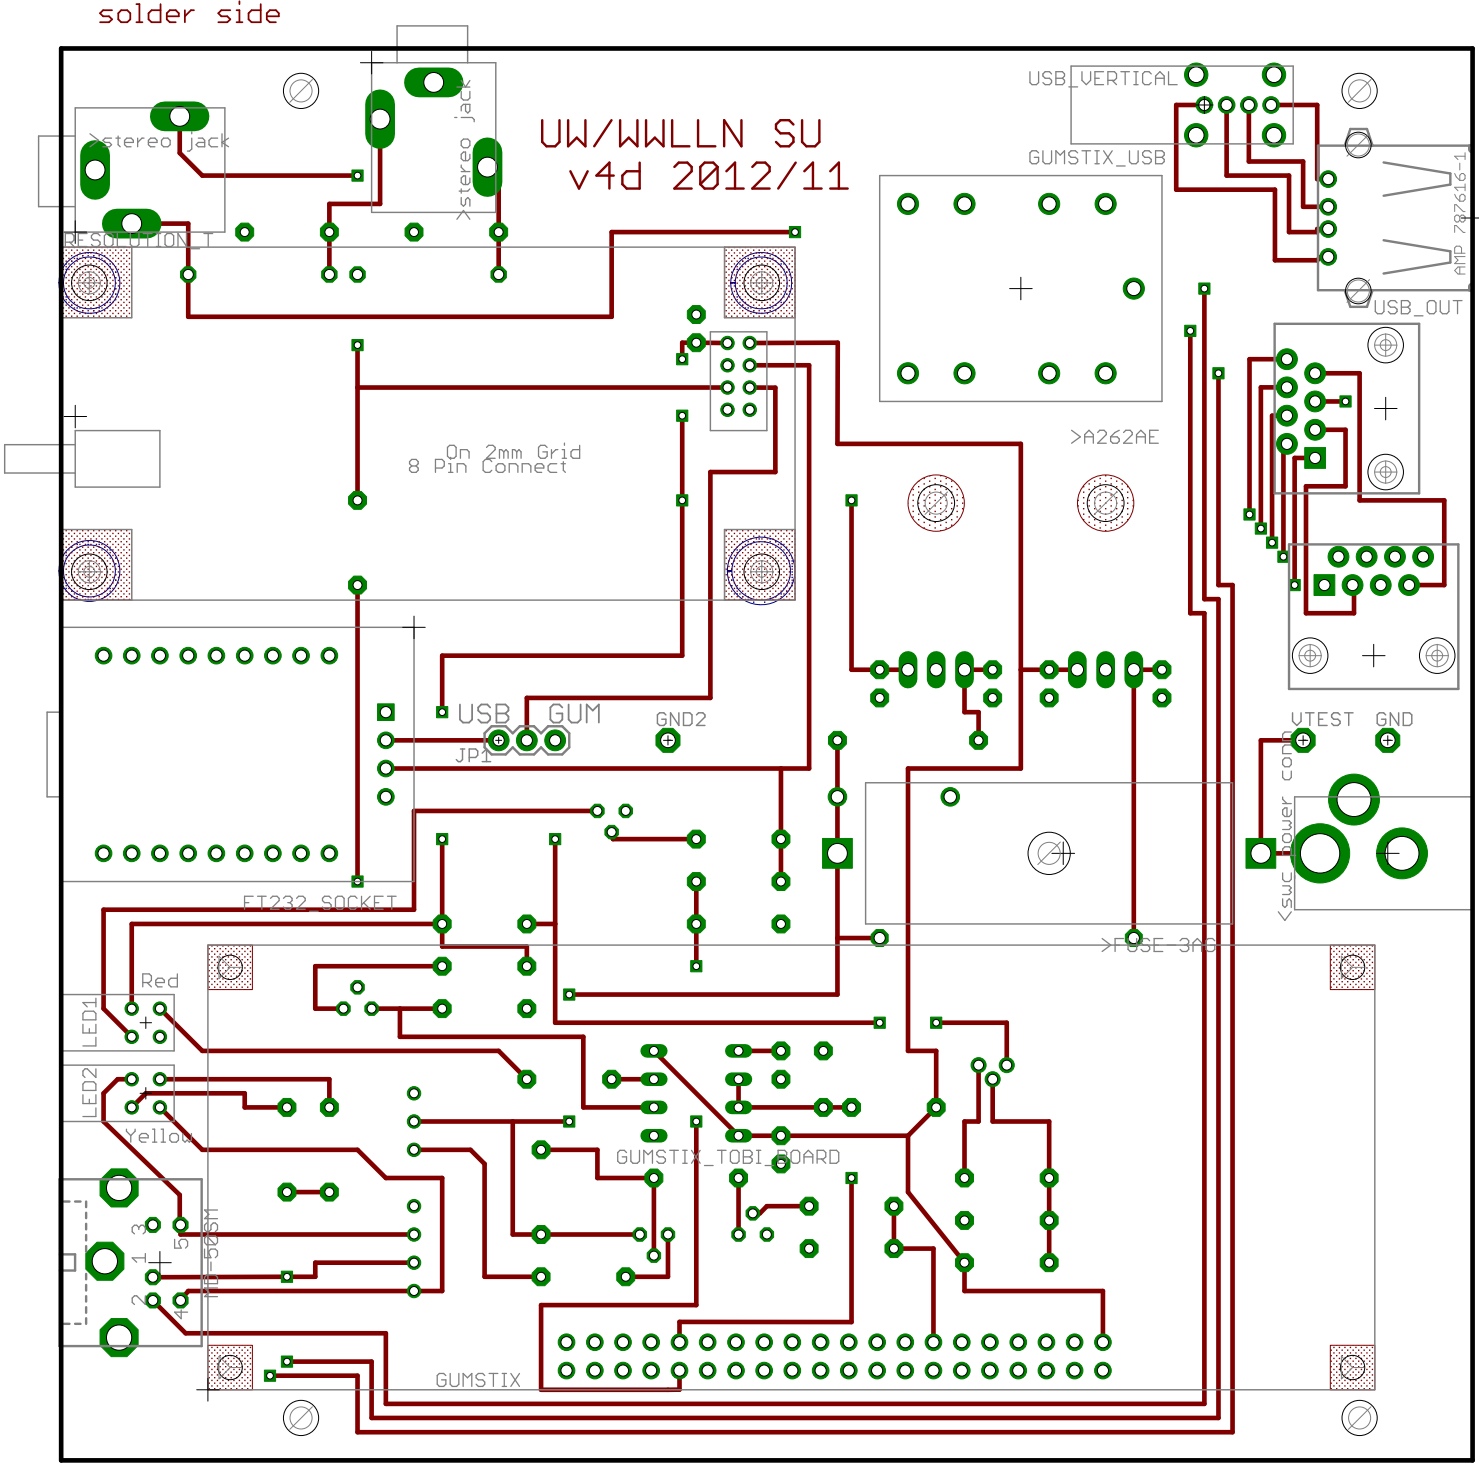 solder side
UW/WWLLN SU
v4d 2012/11
>stereo jack
>stereo jack
USB_VERTICAL
GUMSTIX_USB
AMP 787616-1
USB_OUT
RESOLUTION_T
On 2mm Grid
8 Pin Connect
>A262AE
USB GUM
JP1
GND2
VTEST GND
<swc_power conn
FT232_SOCKET
>FUSE-3AG
Red
LED1
LED2
Yellow
GUMSTIX_TOBI_BOARD
3
5
1
2
4
MD-50SM
GUMSTIX